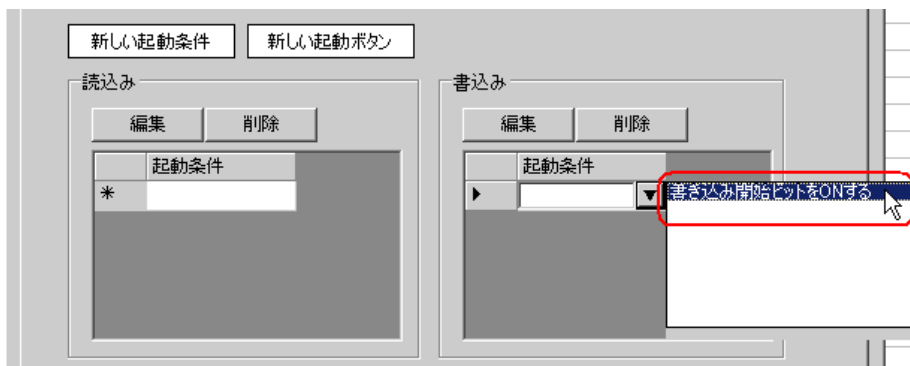 新しい起動条件 新しい起動ボタン
読込み
編集 削除
起動条件
*
書込み
編集 削除
起動条件
書き込み開始ビットをONする